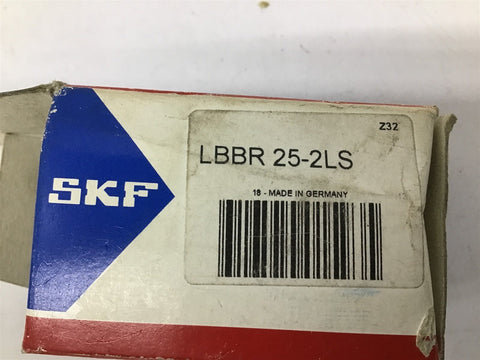 Z32
LBBR 25-2LS
SKF
18 - MADE IN GERMANY